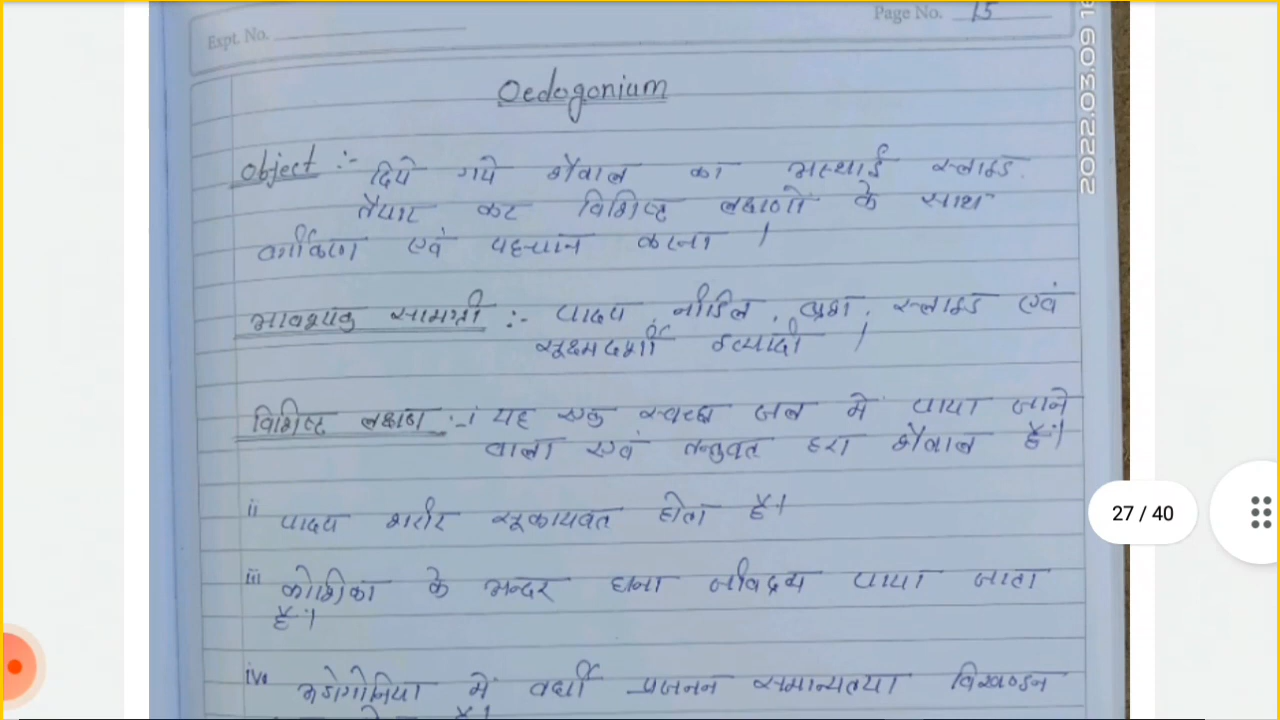 Page No. 15
Expt. No.
2022.03.09 16
Oedogonium
Object :- दिये गये शैवाल का अस्थाई स्लाइड
तैयार कर विशिष्ट लक्षणों के साथ
वर्गीकरण एवं पहचान करना ।
आवश्यक सामग्री :- पादप, नीडिल, ब्रश, स्लाइड एवं
सूक्ष्मदर्शी इत्यादी ।
विशिष्ट लक्षण :- i यह एक स्वच्छ जल में पाया जाने
वाला एवं तन्तुवत हरा शैवाल है।
ii पादप शरीर सूकायवत होता है।
iii कोशिका के अन्दर घना जीवद्रव्य पाया जाता
है।
27 / 40
iv. में वर्धी प्रजनन समान्यतया विखण्डन